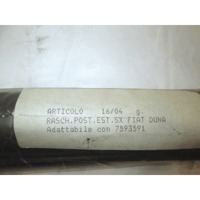 ARTICOLO 16/04 g.
RASCH.POST.EST.SX FIAT DUNA
Adattabile con 7593591